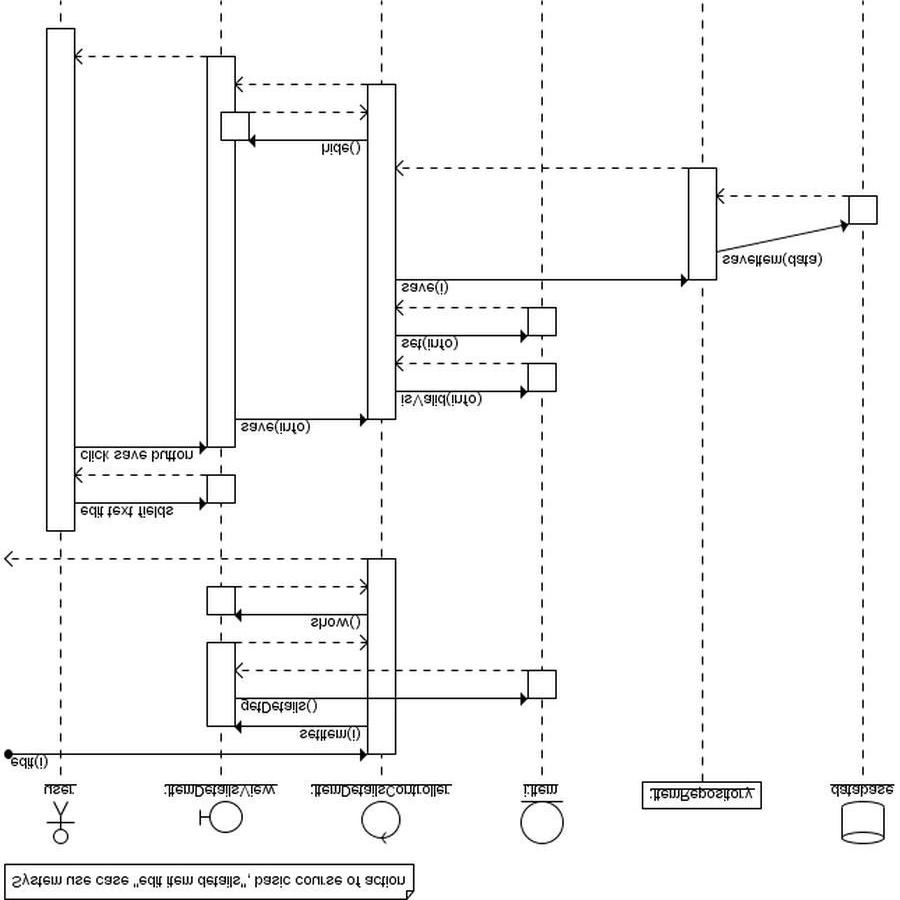 System use case "edit item details", basic course of action
user
:ItemDetailsView
:ItemDetailsController
i:Item
:ItemRepository
database
edit(i)
setItem(i)
getDetails()
show()
edit text fields
click save button
save(info)
isValid(info)
set(info)
save(i)
saveItem(data)
hide()